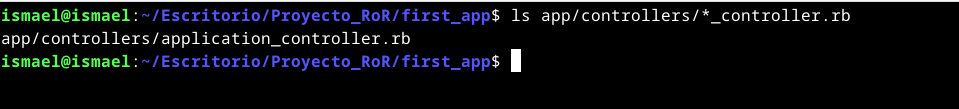 ismael@ismael:~/Escritorio/Proyecto_RoR/first_app$ ls app/controllers/*_controller.rb
app/controllers/application_controller.rb
ismael@ismael:~/Escritorio/Proyecto_RoR/first_app$